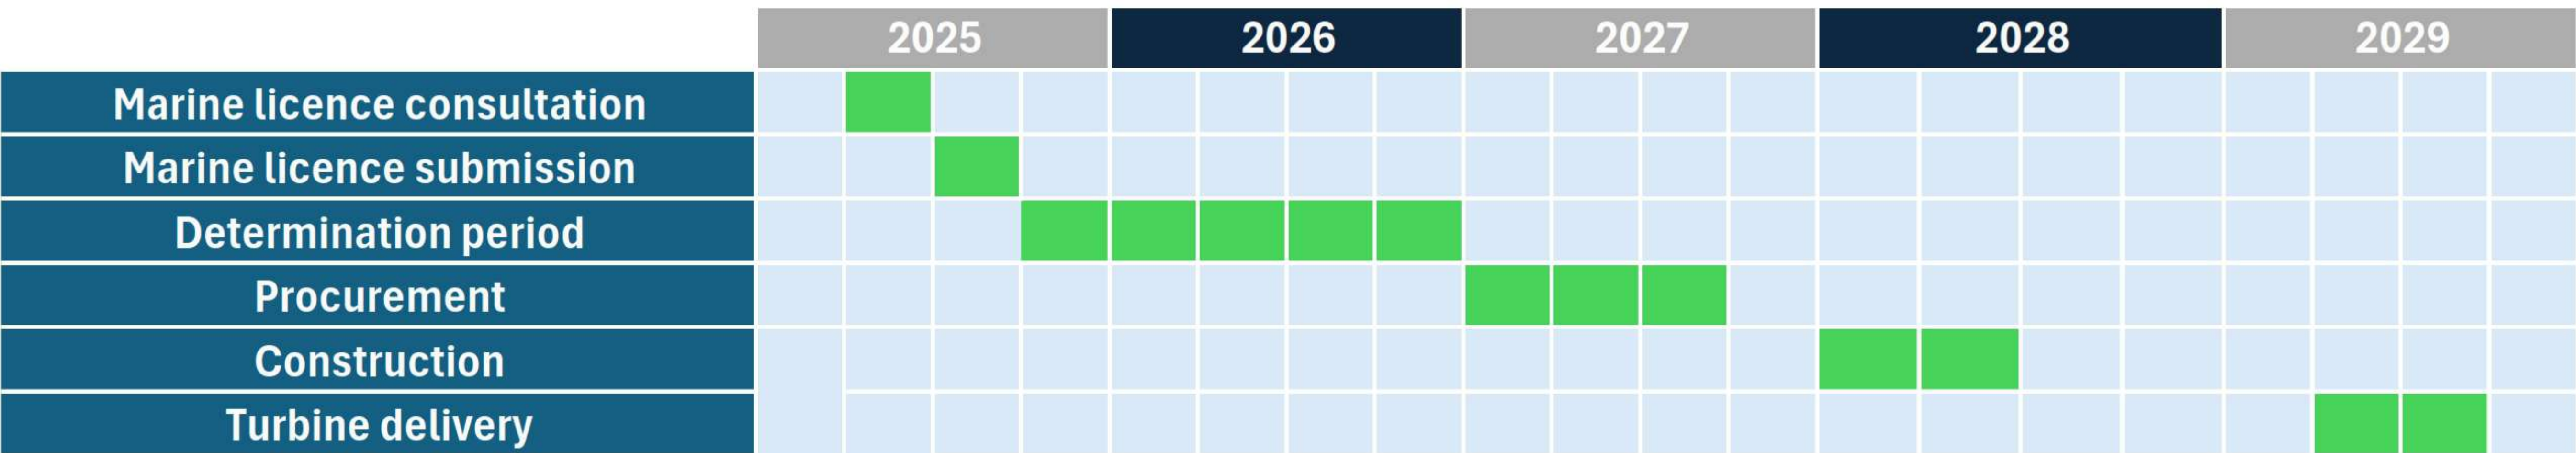 2025 2026 2027 2028 2029
Marine licence consultation
Marine licence submission
Determination period
Procurement
Construction
Turbine delivery